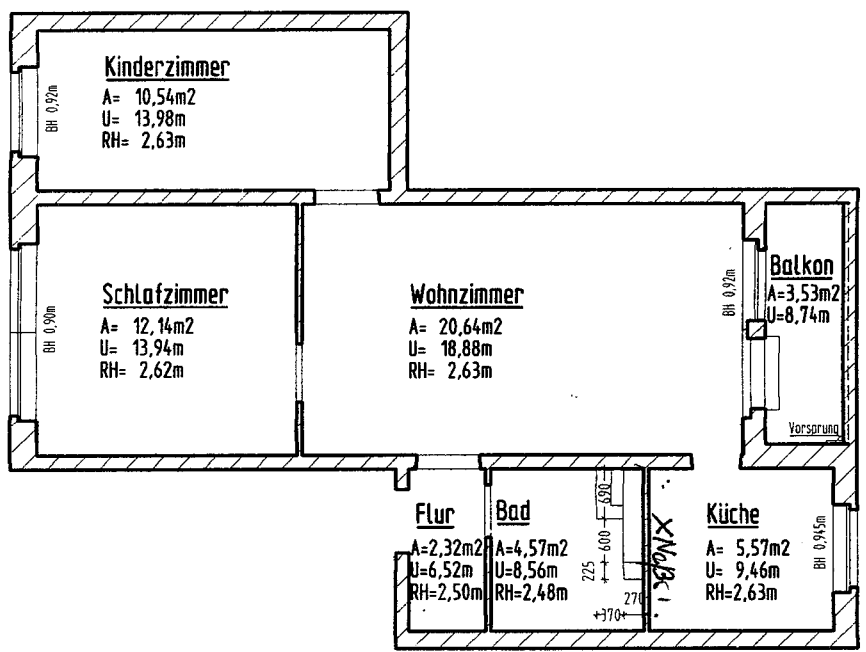 Kinderzimmer
A= 10,54m2
U= 13,98m
RH= 2,63m
BH 0,92m
Schlafzimmer
A= 12,14m2
U= 13,94m
RH= 2,62m
BH 0,90m
Wohnzimmer
A= 20,64m2
U= 18,88m
RH= 2,63m
BH 0,92m
Balkon
A=3,53m2
U=8,74m
Vorsprung
Flur
A=2,32m2
U=6,52m
RH=2,50m
Bad
A=4,57m2
U=8,56m
RH=2,48m
690
600
225
270
370
Küche
A= 5,57m2
U= 9,46m
RH=2,63m
BH 0,945m